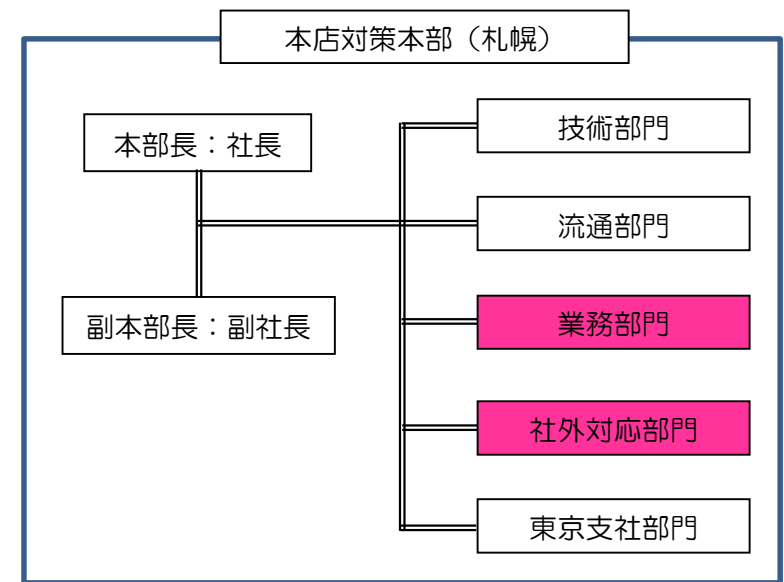 本店対策本部（札幌）
本部長：社長
副本部長：副社長
技術部門
流通部門
業務部門
社外対応部門
東京支社部門